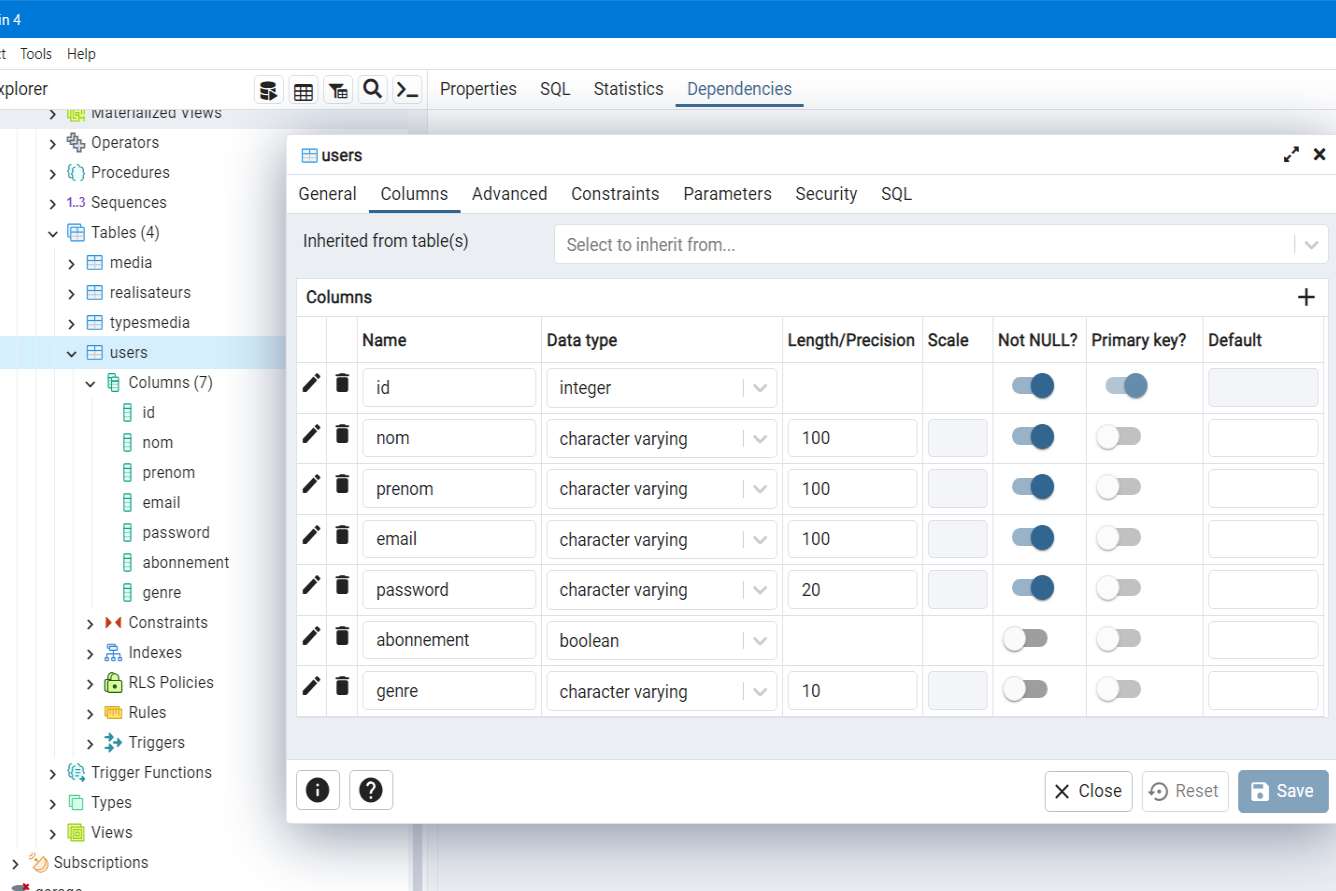 in 4
ct Tools Help
xplorer
Properties SQL Statistics Dependencies
Materialized Views
Operators
Procedures
1..3 Sequences
Tables (4)
media
realisateurs
typesmedia
users
Columns (7)
id
nom
prenom
email
password
abonnement
genre
Constraints
Indexes
RLS Policies
Rules
Triggers
Trigger Functions
Types
Views
Subscriptions
garage
users
General Columns Advanced Constraints Parameters Security SQL
Inherited from table(s) Select to inherit from...
Columns
Name Data type Length/Precision Scale Not NULL? Primary key? Default
id integer
nom character varying 100
prenom character varying 100
email character varying 100
password character varying 20
abonnement boolean
genre character varying 10
Close Reset Save